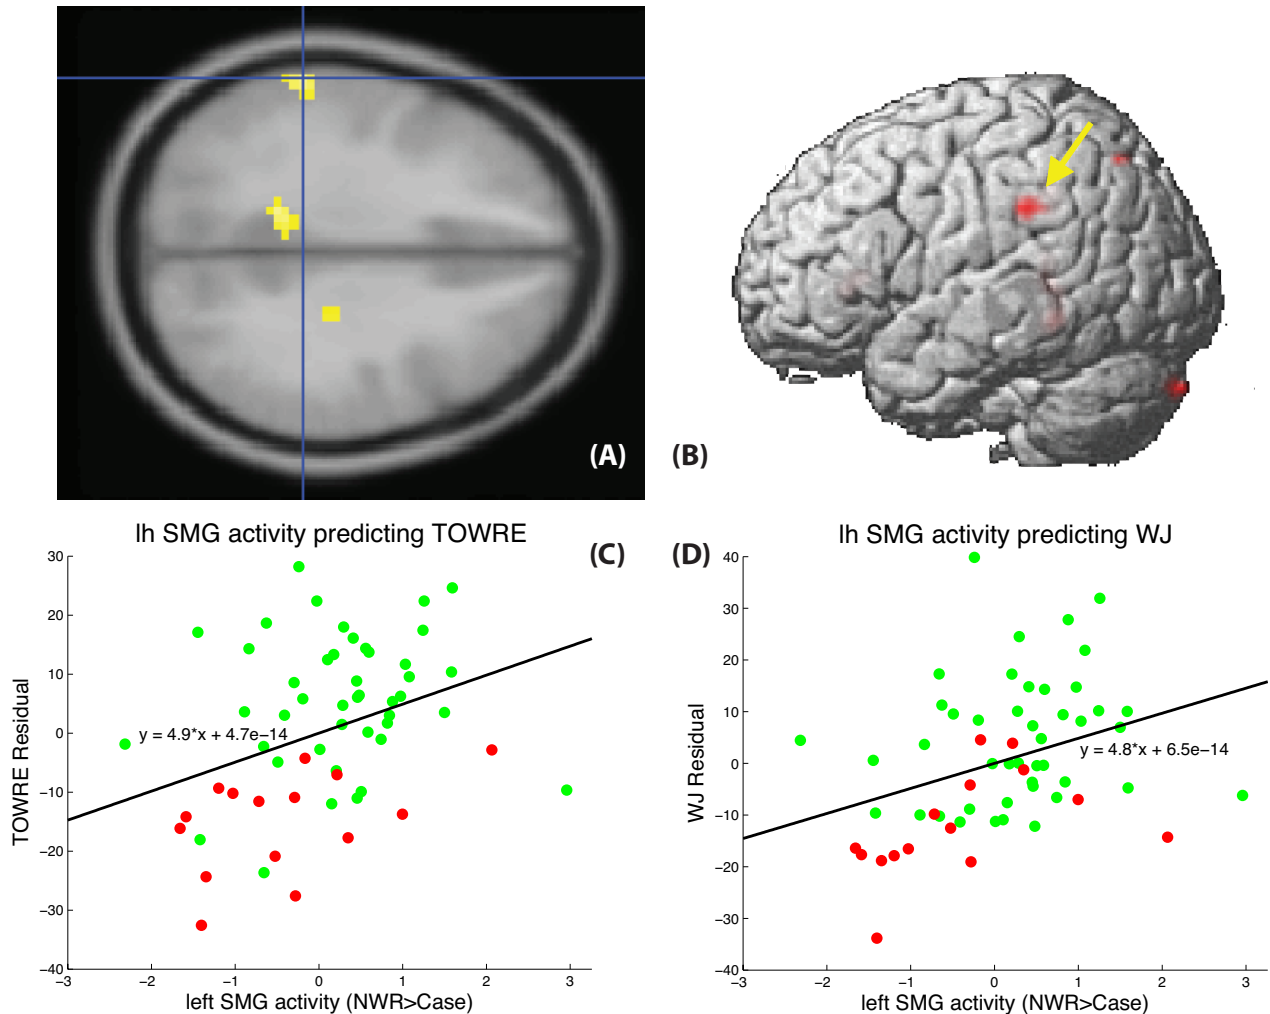 (A)
(B)
lh SMG activity predicting TOWRE
(C)
30
20
10
0
−10
−20
−30
−40
TOWRE Residual
y = 4.9*x + 4.7e−14
−3 −2 −1 0 1 2 3
left SMG activity (NWR>Case)
(D)
lh SMG activity predicting WJ
40
30
20
10
0
−10
−20
−30
−40
WJ Residual
y = 4.8*x + 6.5e−14
−3 −2 −1 0 1 2 3
left SMG activity (NWR>Case)